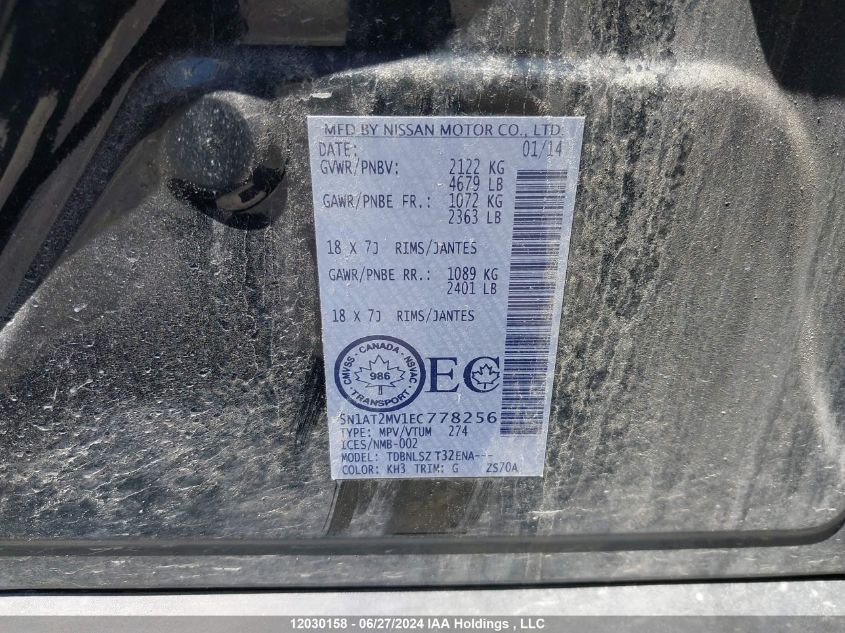 MFD BY NISSAN MOTOR CO., LTD.
DATE: 01/14
GVWR/PNBV: 2122 KG
4679 LB
GAWR/PNBE FR.: 1072 KG
2363 LB
18 X 7J RIMS/JANTES
GAWR/PNBE RR.: 1089 KG
2401 LB
18 X 7J RIMS/JANTES
CMVSS · CANADA · NSVAC
986
TRANSPORT
EC
5N1AT2MV1EC778256
TYPE: MPV/VTUM 274
ICES/NMB-002
MODEL: TDBNLSZ T32ENA---
COLOR: KH3 TRIM: G ZS70A
12030158 - 06/27/2024 IAA Holdings , LLC